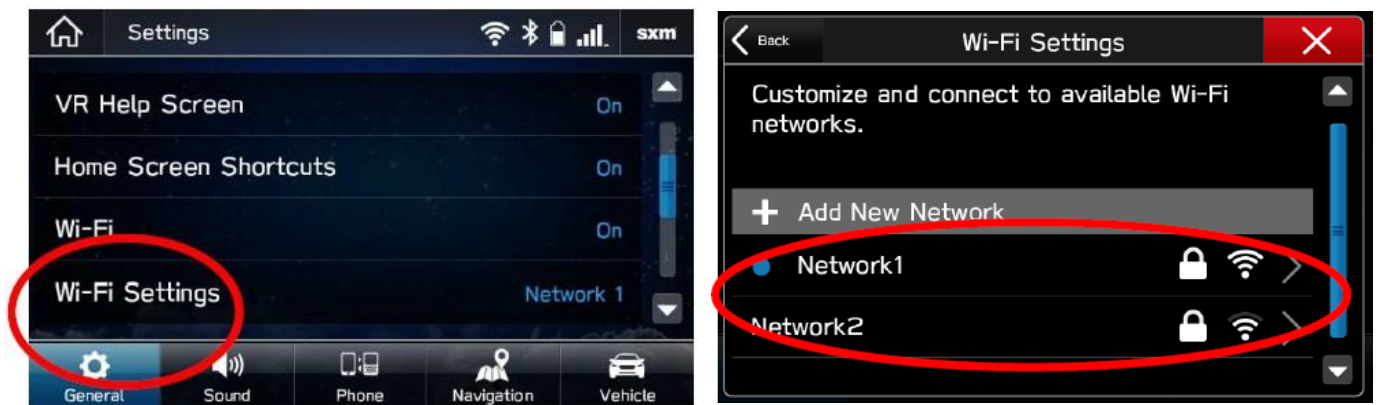 Settings
sxm
VR Help Screen On
Home Screen Shortcuts On
Wi-Fi On
Wi-Fi Settings Network 1
General Sound Phone Navigation Vehicle
Back Wi-Fi Settings
Customize and connect to available Wi-Fi
networks.
Add New Network
Network1
Network2